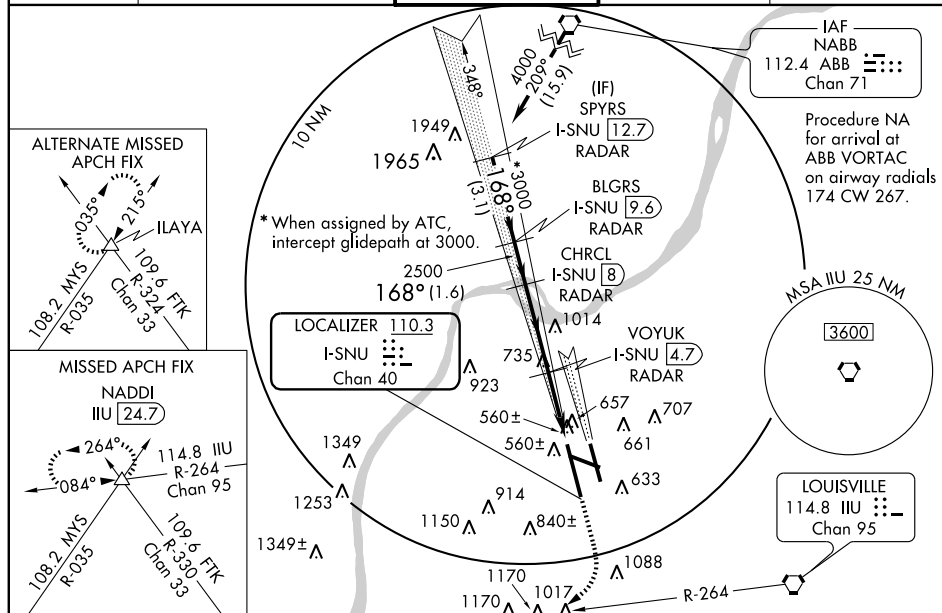 IAF
NABB
112.4 ABB
Chan 71
Procedure NA
for arrival at
ABB VORTAC
on airway radials
174 CW 267.
4000
209°
(15.9)
348°
10 NM
(IF)
SPYRS
I-SNU 12.7
RADAR
1949
1965
*3000
168°
(3.1)
BLGRS
I-SNU 9.6
RADAR
* When assigned by ATC,
intercept glidepath at 3000.
2500
168° (1.6)
CHRCL
I-SNU 8
RADAR
1014
LOCALIZER 110.3
I-SNU
Chan 40
735
923
VOYUK
I-SNU 4.7
RADAR
560±
657
707
560±
661
633
1349
1253
914
1150
840±
1349±
1088
1170
1017
1170
R-264
MSA IIU 25 NM
3600
LOUISVILLE
114.8 IIU
Chan 95
ALTERNATE MISSED
APCH FIX
035°
215°
ILAYA
108.2 MYS
R-035
109.6 FTK
R-324
Chan 33
MISSED APCH FIX
NADDI
IIU 24.7
264°
084°
114.8 IIU
R-264
Chan 95
108.2 MYS
R-035
109.6 FTK
R-330
Chan 33